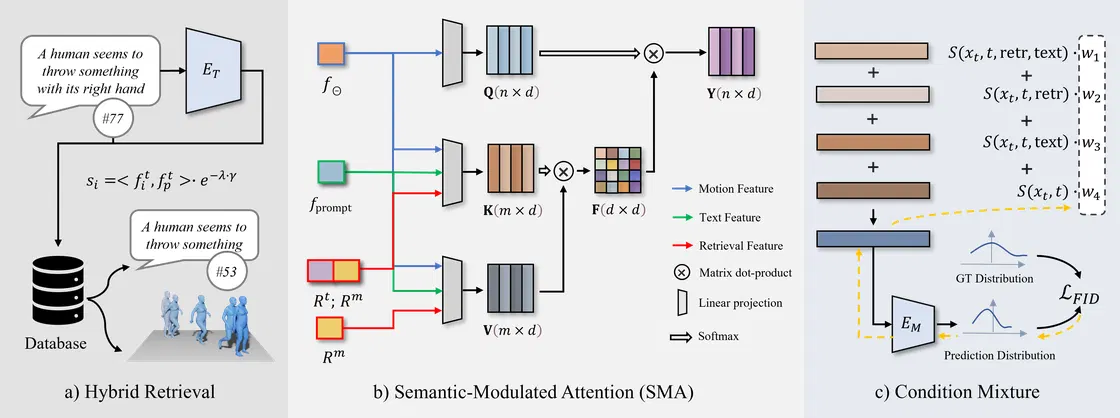 A human seems to
throw something
with its right hand
#77
E_T
s_i =< f_i^t, f_p^t >· e^{-λ·γ}
A human seems to
throw something
#53
Database
a) Hybrid Retrieval
f_Θ
f_prompt
R^t; R^m
R^m
Q(n × d)
K(m × d)
V(m × d)
F(d × d)
Y(n × d)
Motion Feature
Text Feature
Retrieval Feature
Matrix dot-product
Linear projection
Softmax
b) Semantic-Modulated Attention (SMA)
S(x_t, t, retr, text) · w_1
+
+
S(x_t, t, retr) · w_2
+
+
S(x_t, t, text) · w_3
+
+
S(x_t, t) · w_4
GT Distribution
ℒ_FID
E_M
Prediction Distribution
c) Condition Mixture